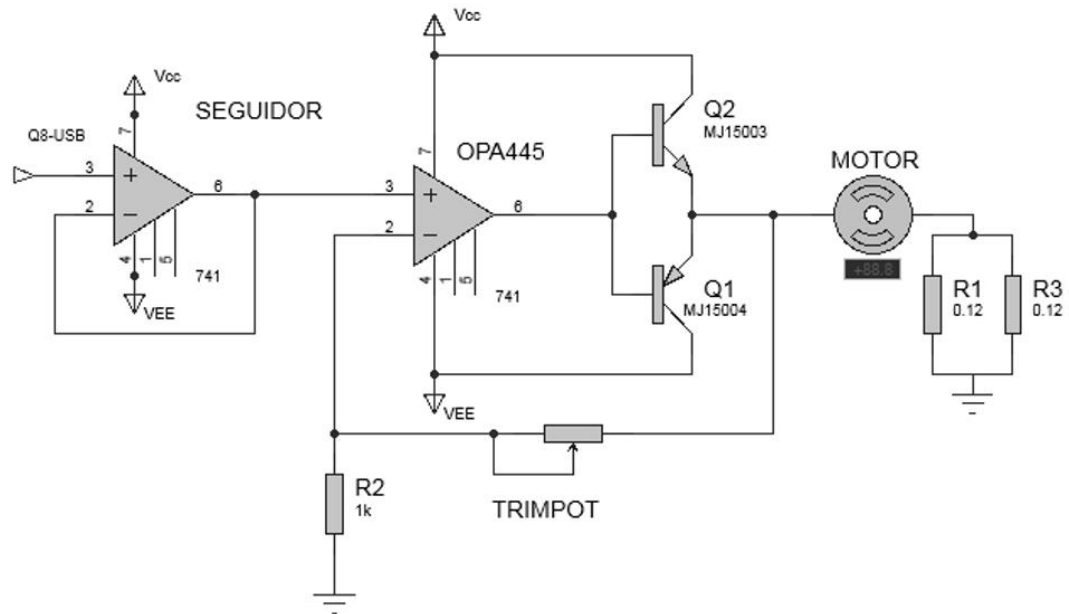 Vcc
Vcc
SEGUIDOR
Q8-USB
7
3
+
6
2
−
4
1
5
741
VEE
OPA445
7
3
+
6
2
−
4
1
5
741
VEE
Q2
MJ15003
Q1
MJ15004
MOTOR
+88.8
R1
0.12
R3
0.12
R2
1k
TRIMPOT